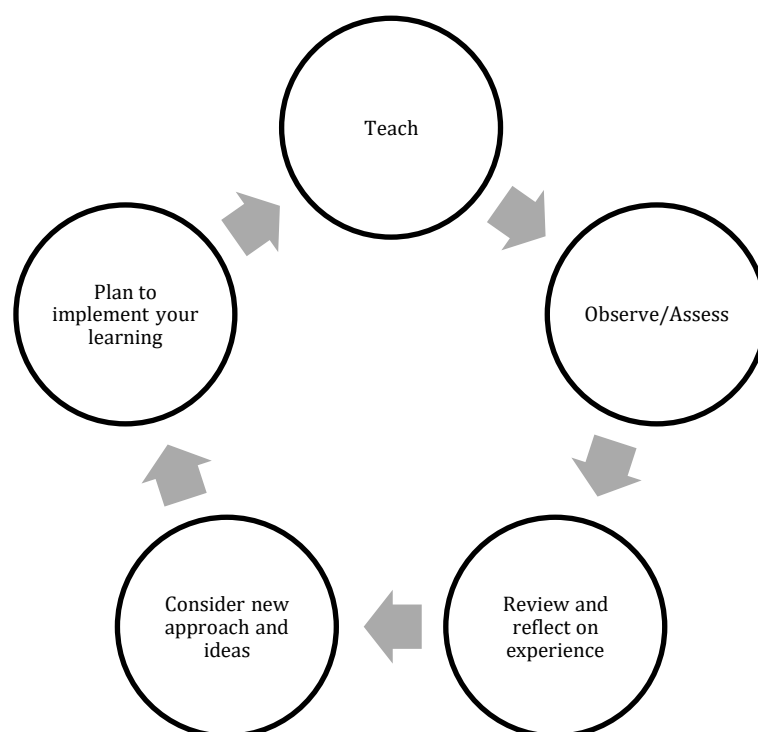 Teach
Observe/Assess
Review and
reflect on
experience
Consider new
approach and
ideas
Plan to
implement your
learning